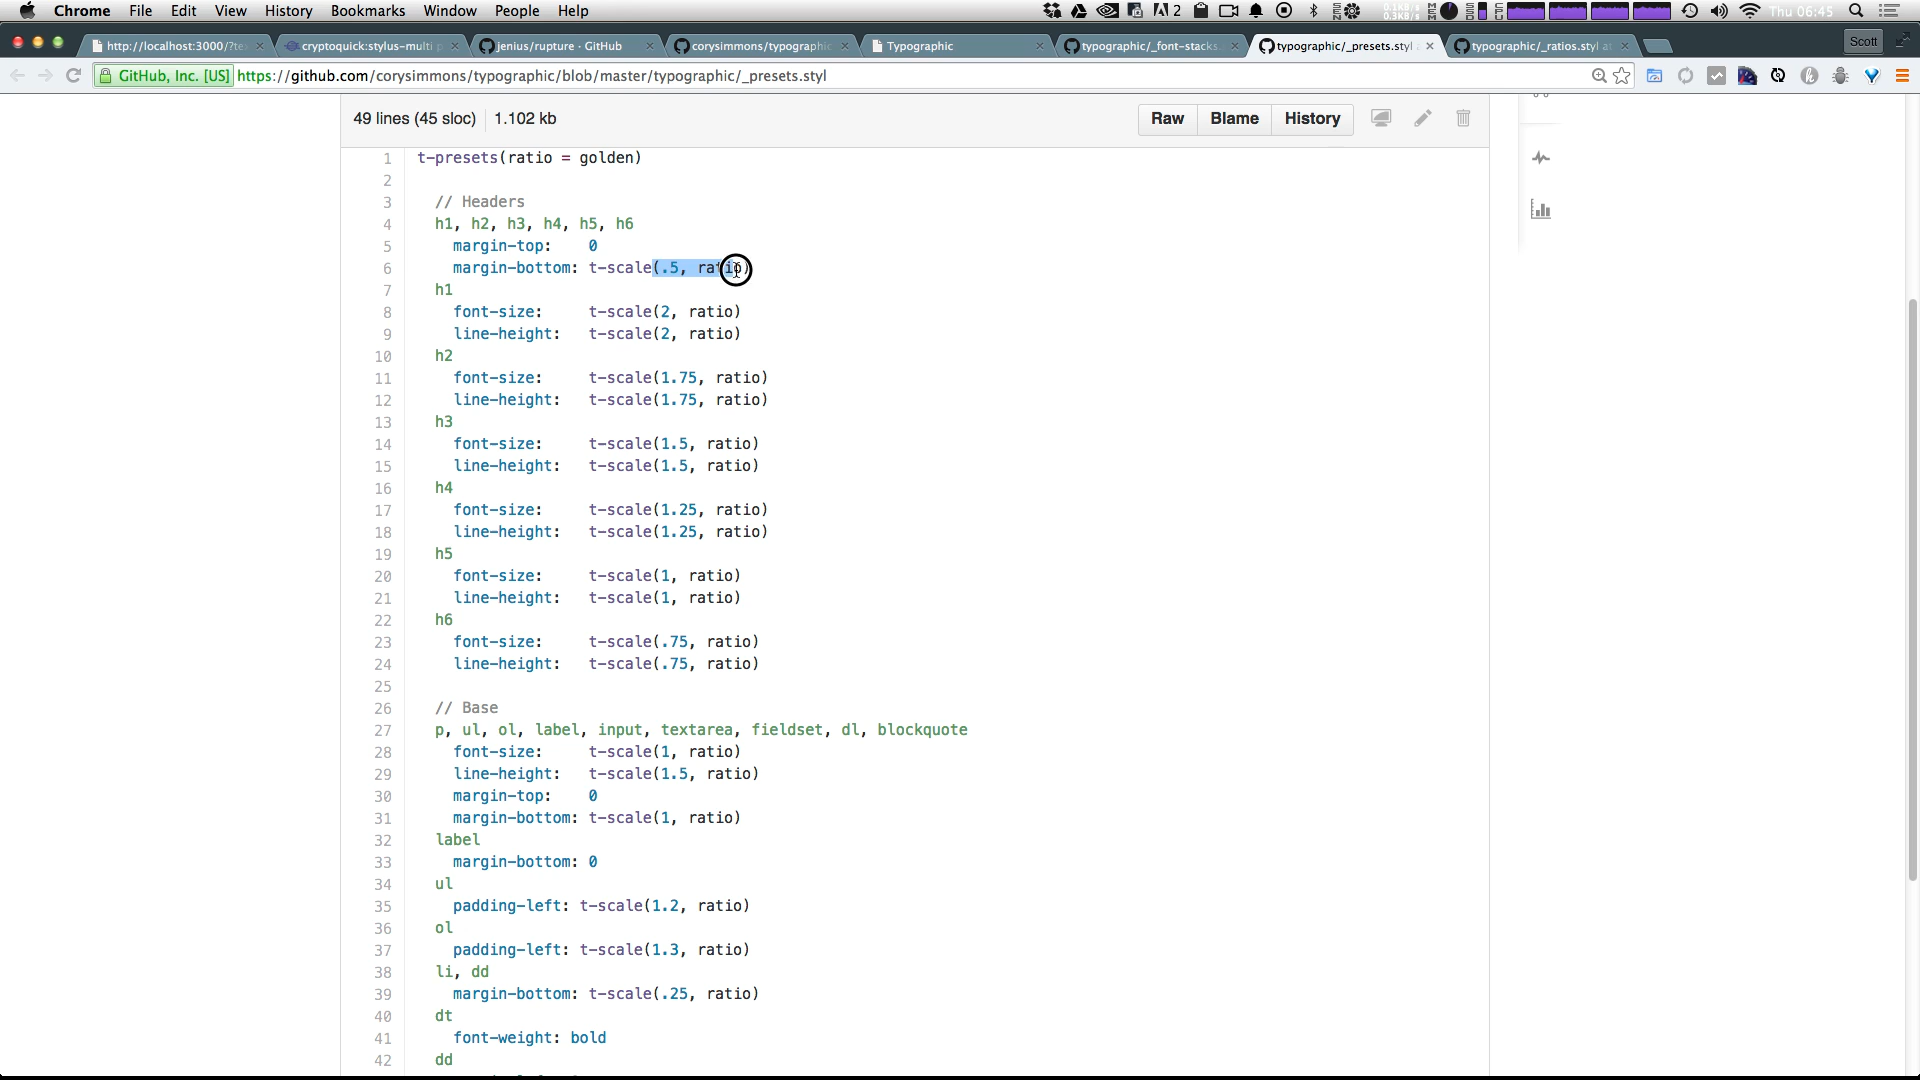 Chrome File Edit View History Bookmarks Window People Help
2 Thu 06:45
http://localhost:3000/?te
cryptoquick:stylus-multi
jenius/rupture · GitHub
corysimmons/typographic
Typographic
typographic/_font-stacks.
typographic/_presets.styl
typographic/_ratios.styl at
Scott
GitHub, Inc. [US] https://github.com/corysimmons/typographic/blob/master/typographic/_presets.styl
49 lines (45 sloc) 1.102 kb Raw Blame History
1 t-presets(ratio = golden)
2
3 // Headers
4 h1, h2, h3, h4, h5, h6
5 margin-top: 0
6 margin-bottom: t-scale(.5, ratio)
7 h1
8 font-size: t-scale(2, ratio)
9 line-height: t-scale(2, ratio)
10 h2
11 font-size: t-scale(1.75, ratio)
12 line-height: t-scale(1.75, ratio)
13 h3
14 font-size: t-scale(1.5, ratio)
15 line-height: t-scale(1.5, ratio)
16 h4
17 font-size: t-scale(1.25, ratio)
18 line-height: t-scale(1.25, ratio)
19 h5
20 font-size: t-scale(1, ratio)
21 line-height: t-scale(1, ratio)
22 h6
23 font-size: t-scale(.75, ratio)
24 line-height: t-scale(.75, ratio)
25
26 // Base
27 p, ul, ol, label, input, textarea, fieldset, dl, blockquote
28 font-size: t-scale(1, ratio)
29 line-height: t-scale(1.5, ratio)
30 margin-top: 0
31 margin-bottom: t-scale(1, ratio)
32 label
33 margin-bottom: 0
34 ul
35 padding-left: t-scale(1.2, ratio)
36 ol
37 padding-left: t-scale(1.3, ratio)
38 li, dd
39 margin-bottom: t-scale(.25, ratio)
40 dt
41 font-weight: bold
42 dd